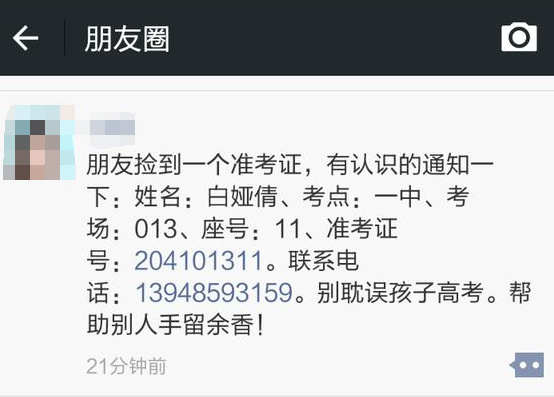 朋友圈
朋友捡到一个准考证，有认识的通知一
下：姓名：白娅倩、考点：一中、考
场：013、座号：11、准考证
号：204101311。联系电
话：13948593159。别耽误孩子高考。帮
助别人手留余香！
21分钟前